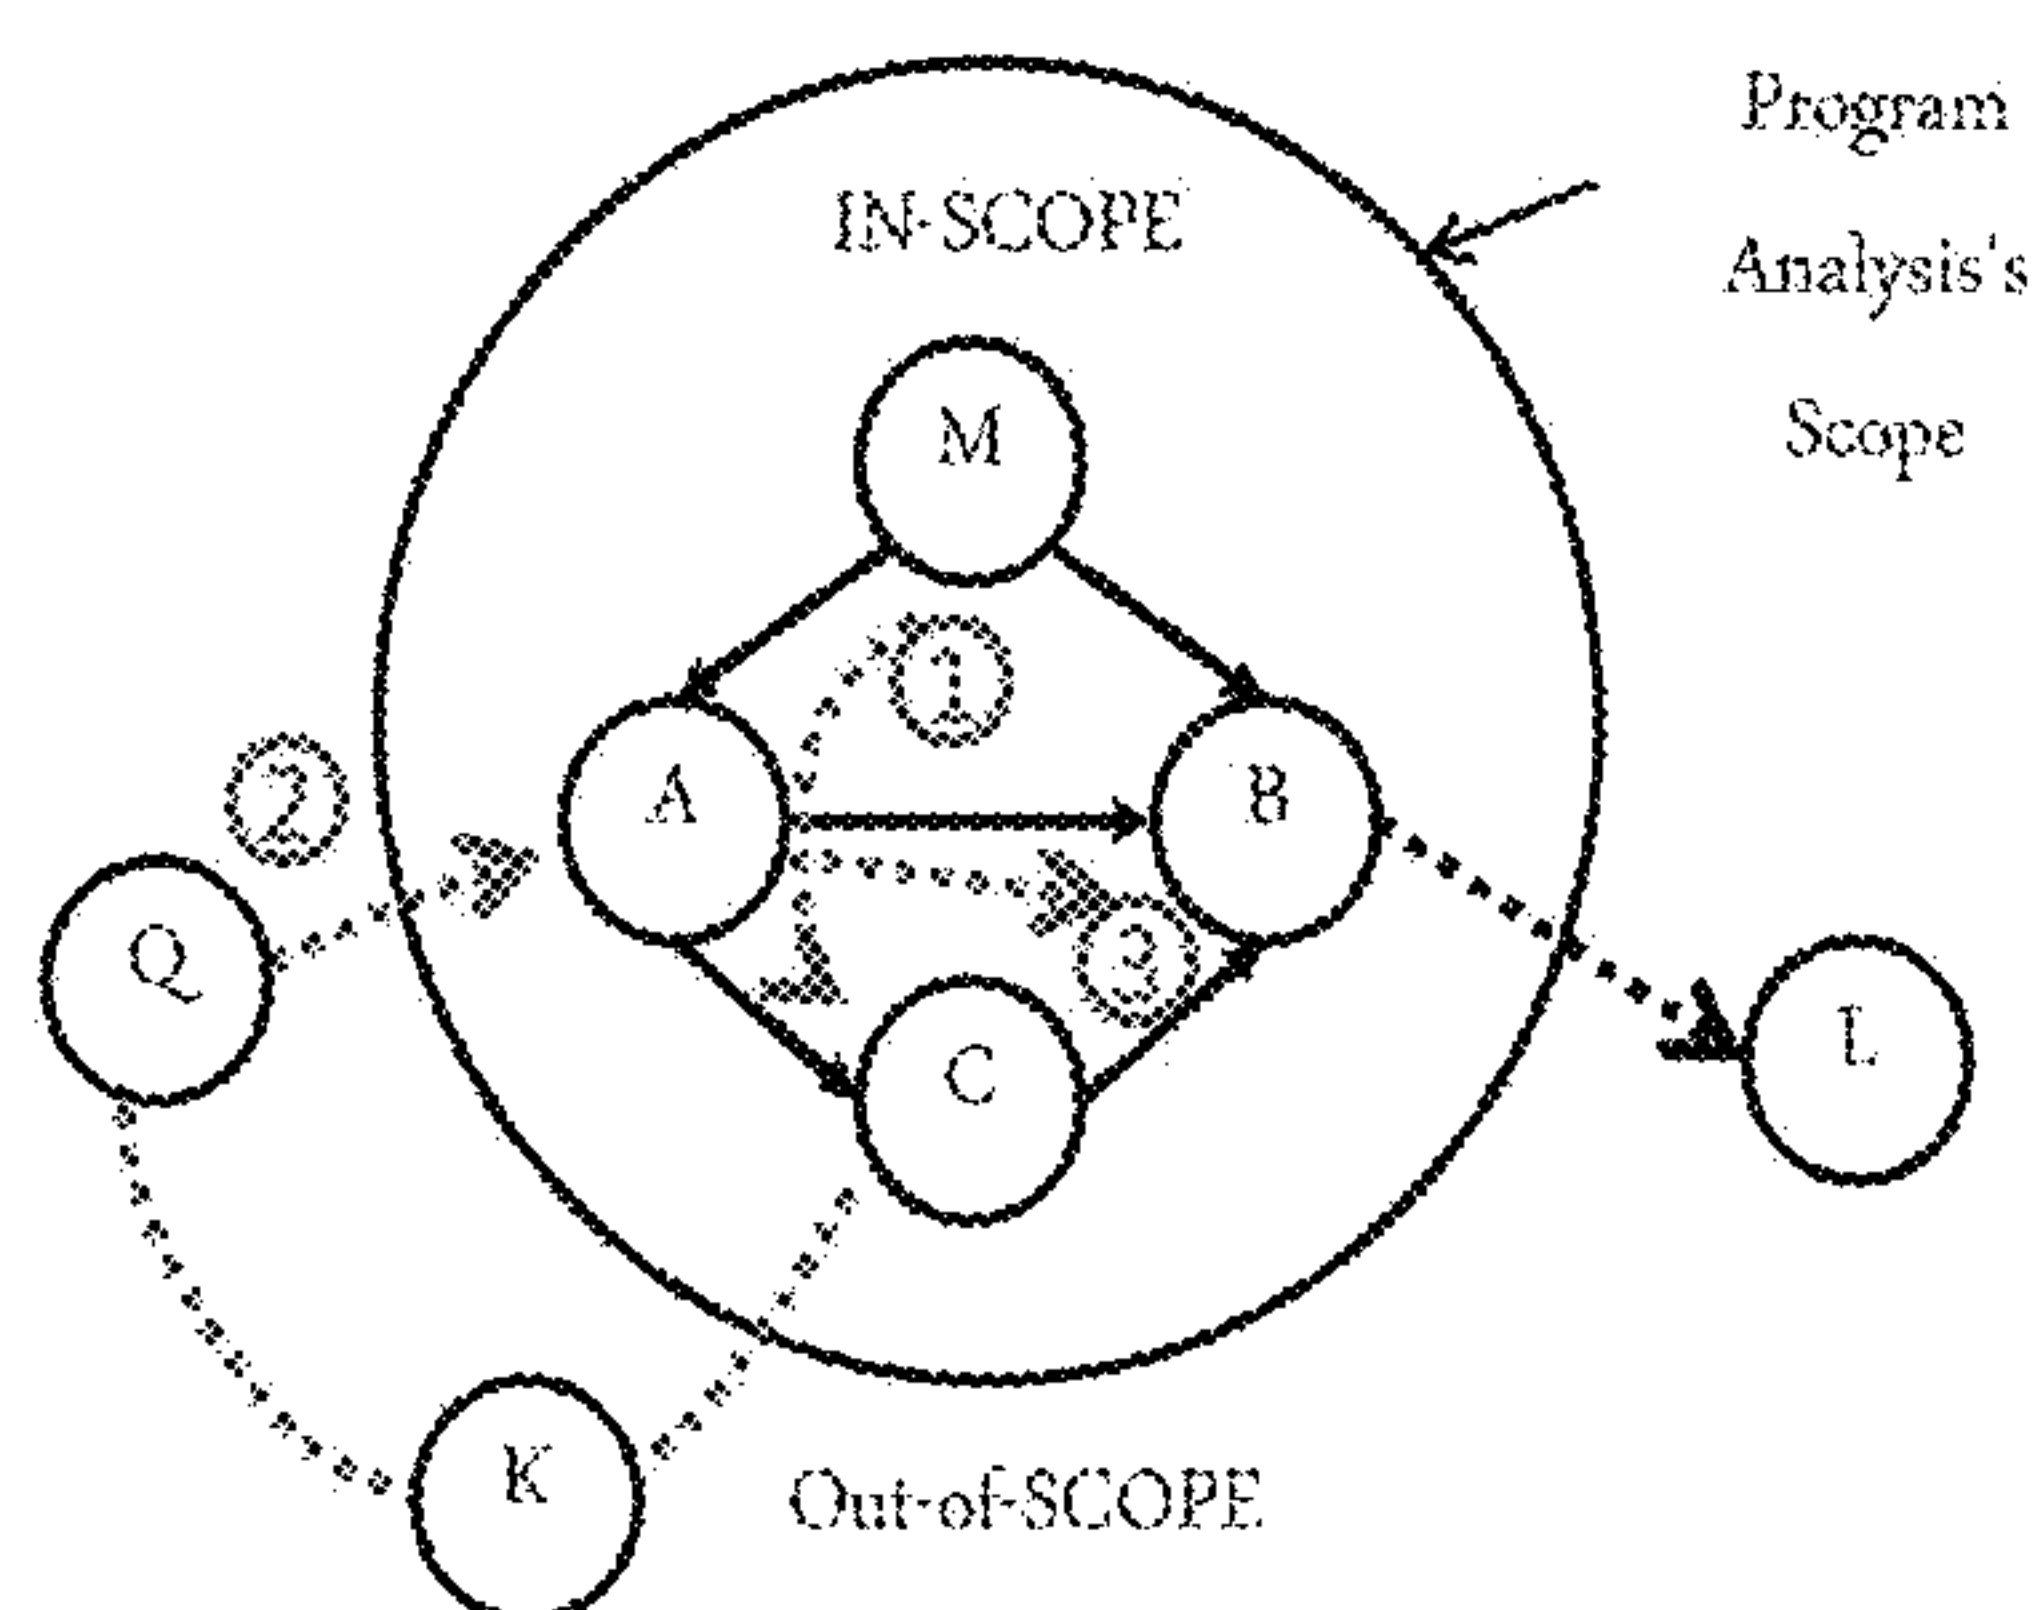 Program
Analysis's
Scope
IN-SCOPE
M
1
A
B
2
3
Q
C
L
K
Out-of-SCOPE